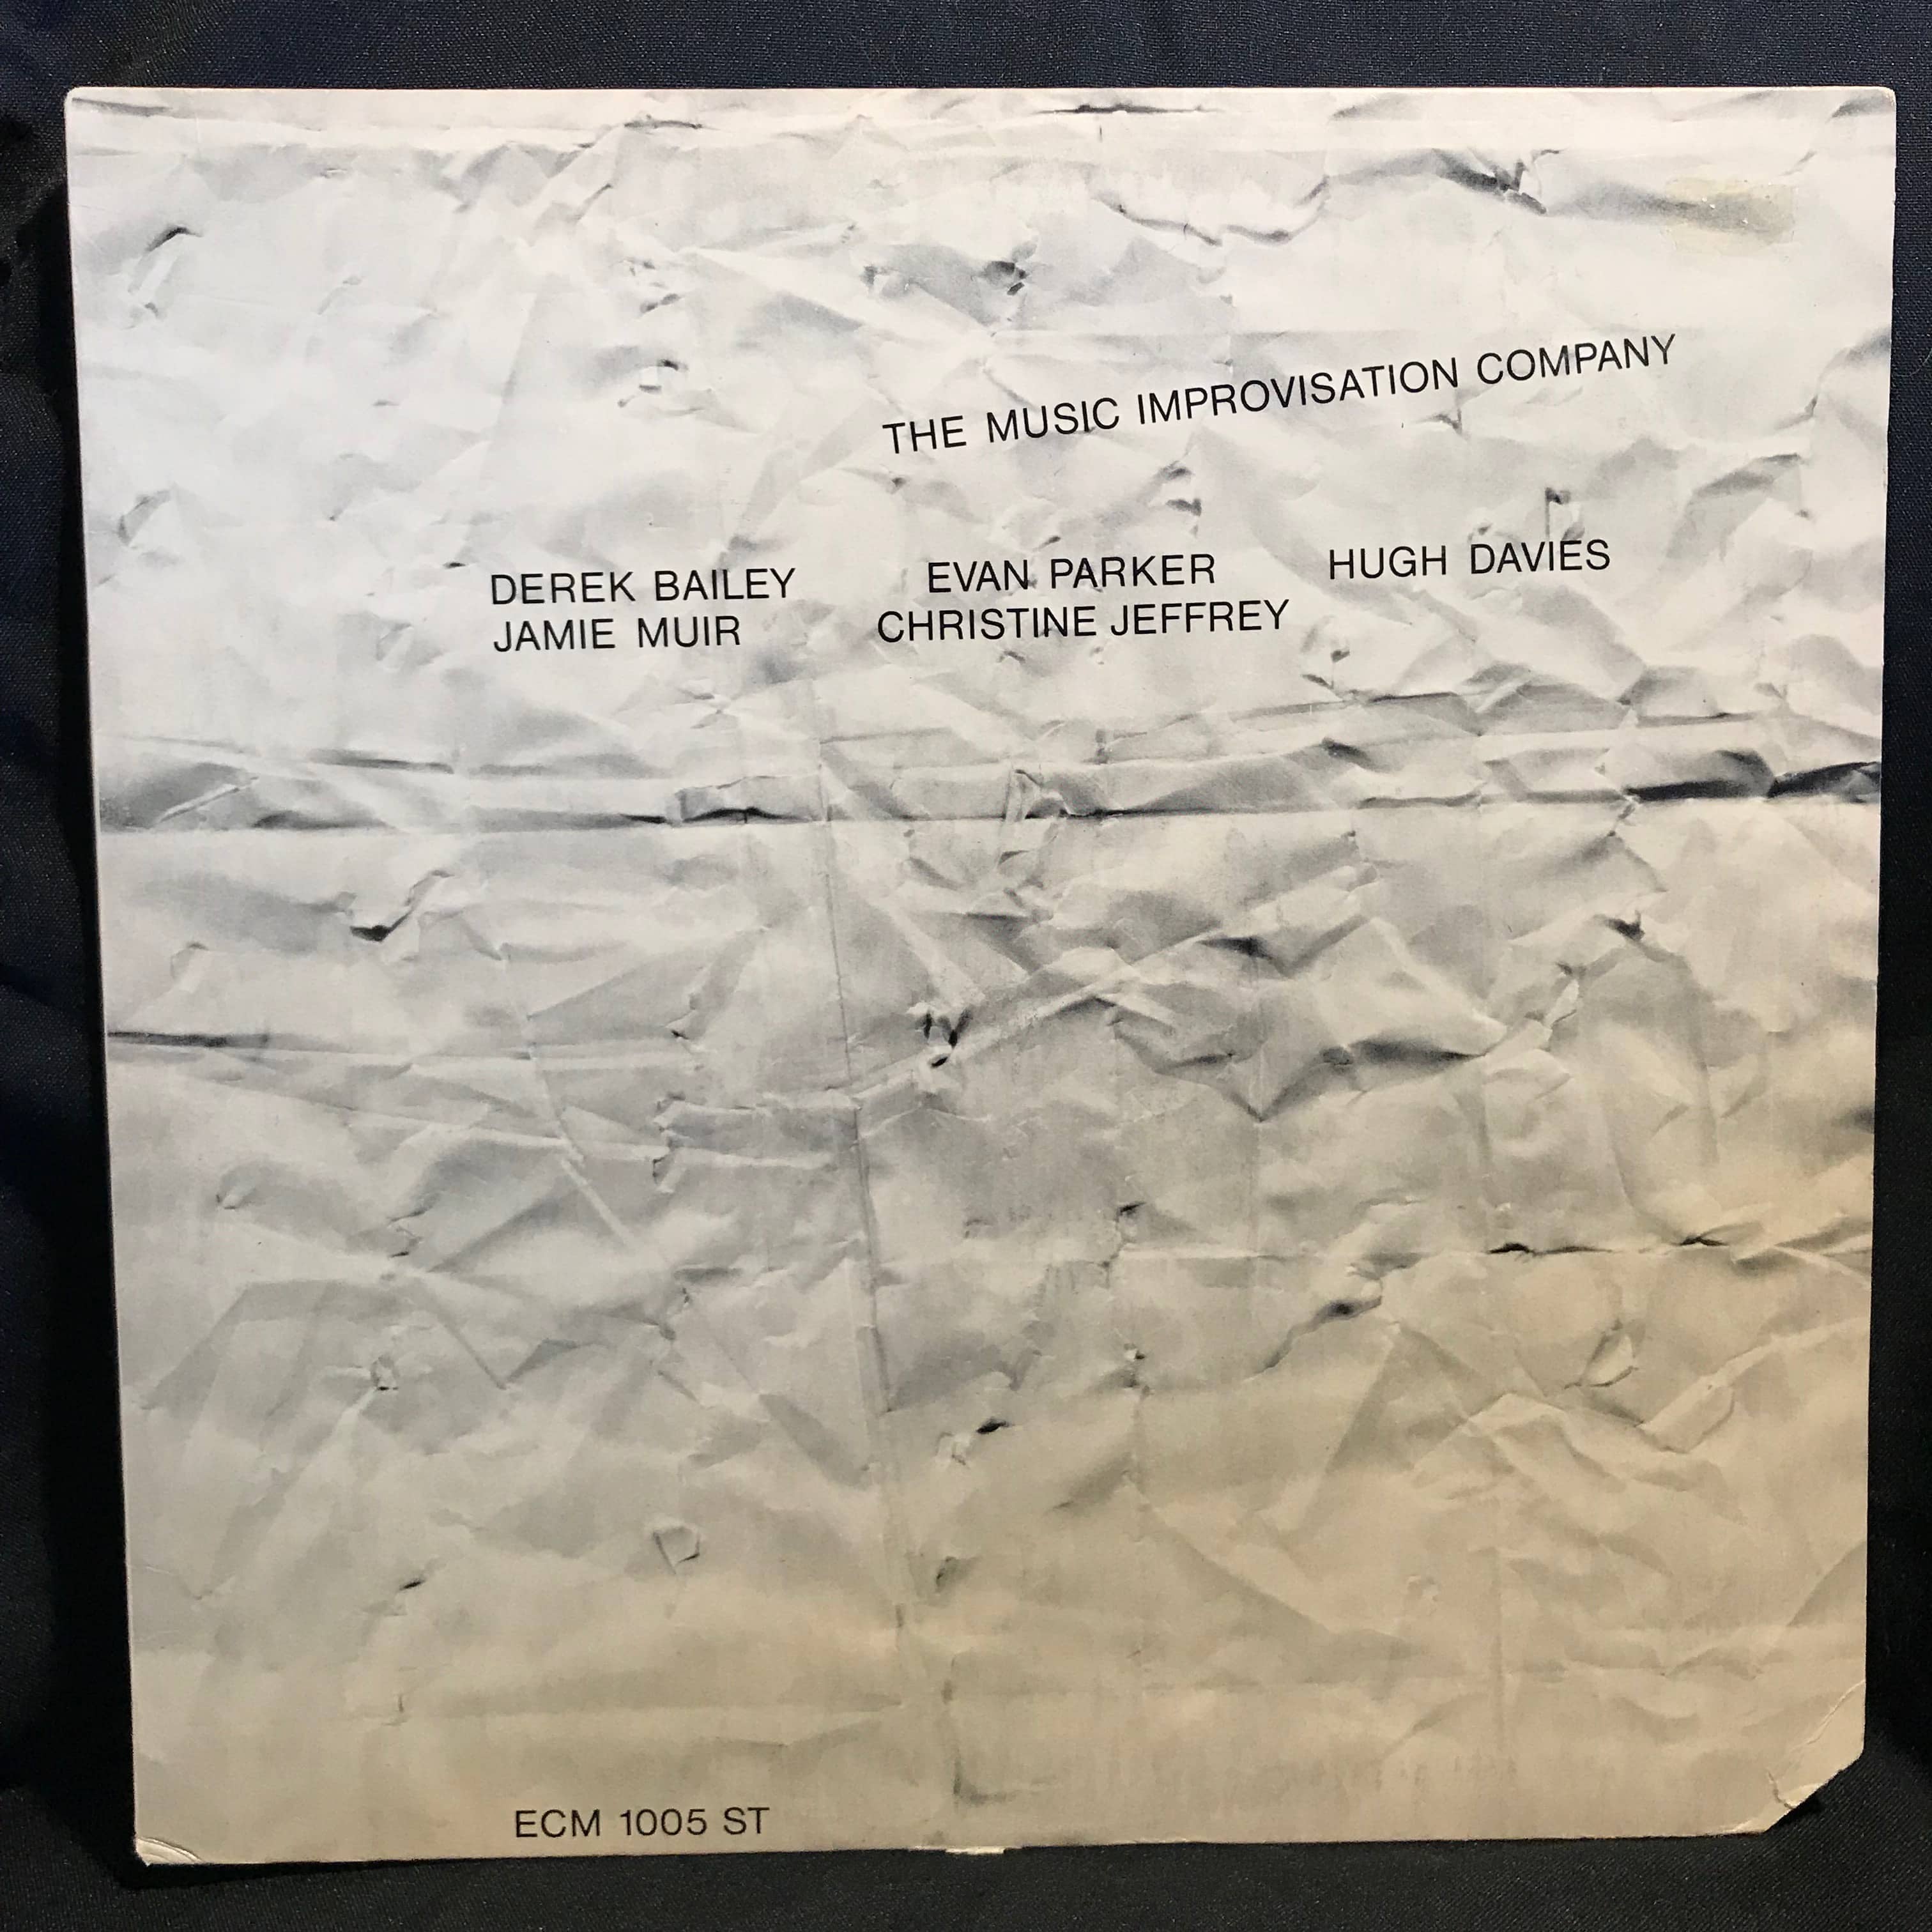 THE MUSIC IMPROVISATION COMPANY
DEREK BAILEY EVAN PARKER HUGH DAVIES
JAMIE MUIR CHRISTINE JEFFREY
ECM 1005 ST